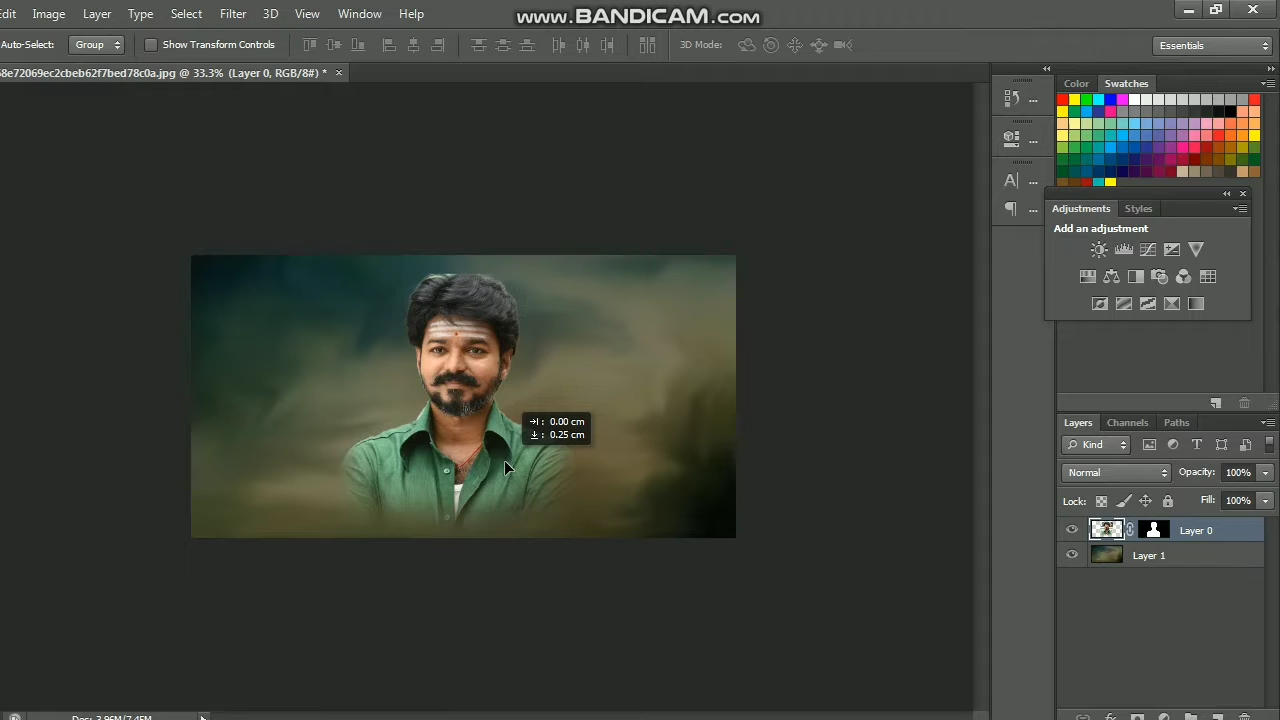 www.BANDICAM.com
Edit Image Layer Type Select Filter 3D View Window Help
Auto-Select: Group Show Transform Controls 3D Mode: Essentials
68e72069ec2cbeb62f7bed78c0a.jpg @ 33.3% (Layer 0, RGB/8#) * ×
Color Swatches
Adjustments Styles
Add an adjustment
→|: 0.00 cm
↓: 0.25 cm
Layers Channels Paths
Kind
Normal Opacity: 100%
Lock: Fill: 100%
Layer 0
Layer 1
Doc: 3.96M/7.45M